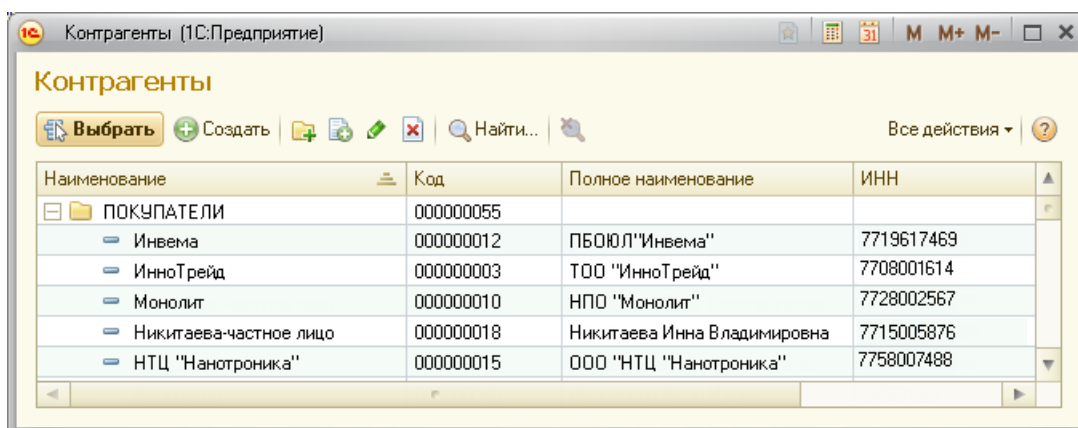 1С Контрагенты (1С:Предприятие) 31 M M+ M-
Контрагенты
Выбрать Создать Найти... Все действия ?
Наименование Код Полное наименование ИНН
ПОКУПАТЕЛИ 000000055
Инвема 000000012 ПБОЮЛ"Инвема" 7719617469
ИнноТрейд 000000003 ТОО "ИнноТрейд" 7708001614
Монолит 000000010 НПО "Монолит" 7728002567
Никитаева-частное лицо 000000018 Никитаева Инна Владимировна 7715005876
НТЦ "Нанотроника" 000000015 ООО "НТЦ "Нанотроника" 7758007488